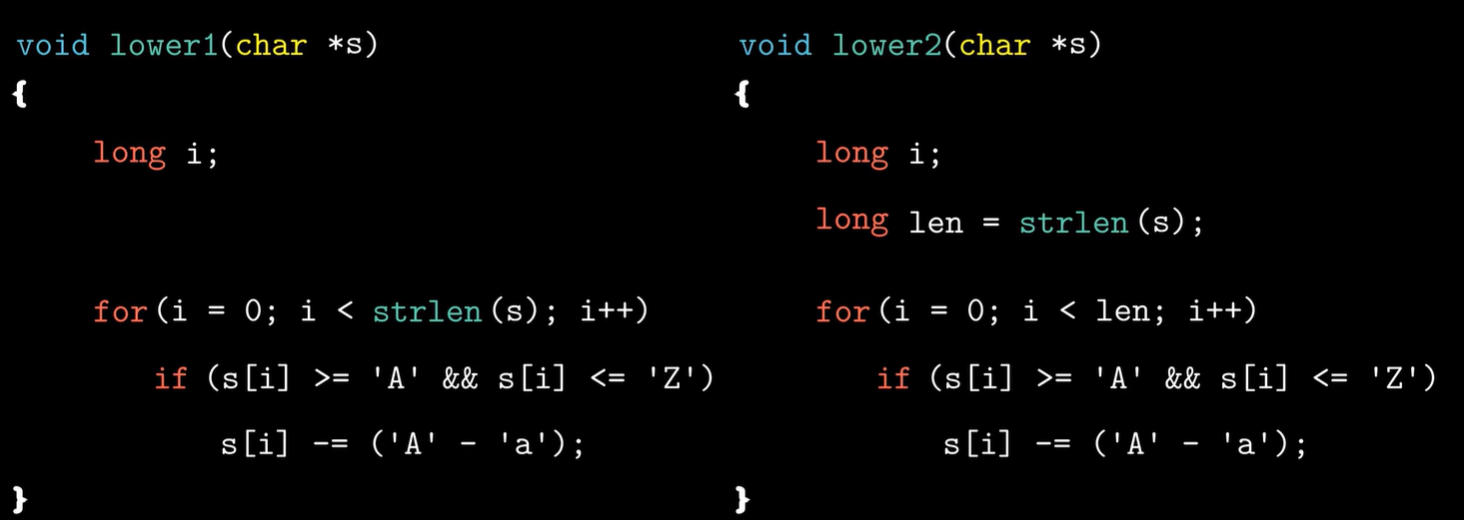 void lower1(char *s)
{
long i;
for(i = 0; i < strlen(s); i++)
if (s[i] >= 'A' && s[i] <= 'Z')
s[i] -= ('A' - 'a');
}
void lower2(char *s)
{
long i;
long len = strlen(s);
for(i = 0; i < len; i++)
if (s[i] >= 'A' && s[i] <= 'Z')
s[i] -= ('A' - 'a');
}